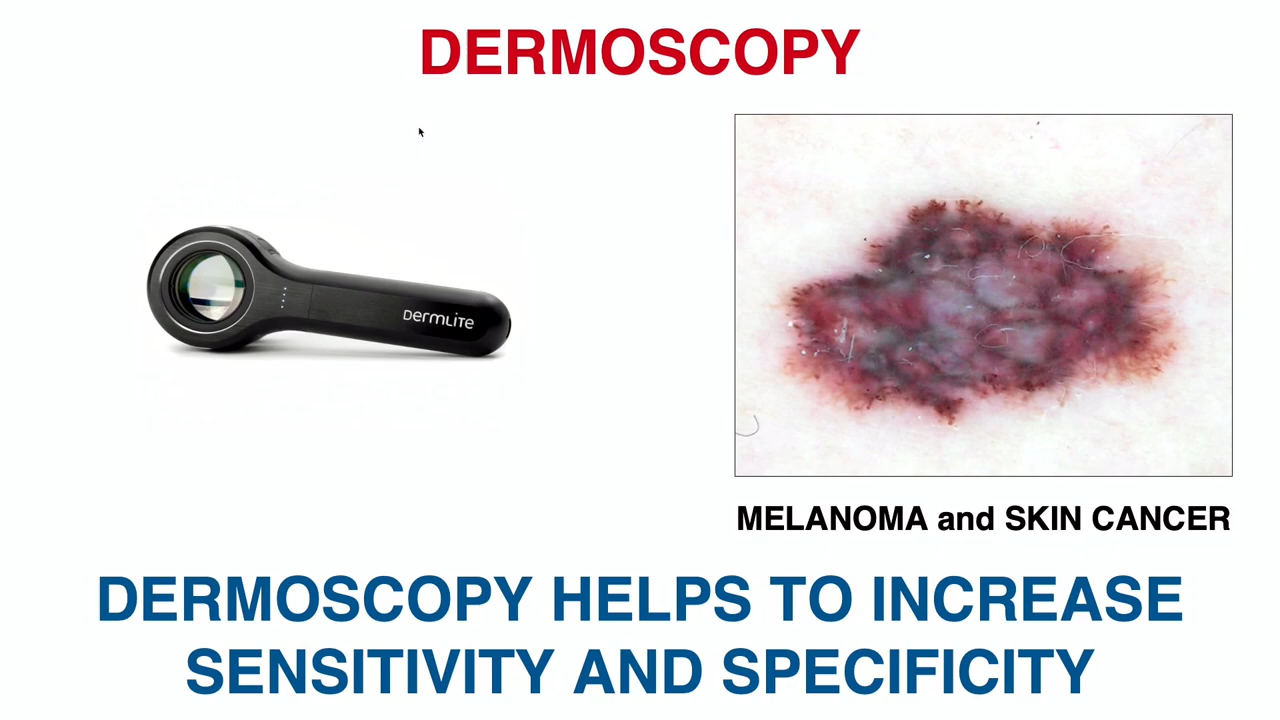 DERMOSCOPY
DermLite
MELANOMA and SKIN CANCER
DERMOSCOPY HELPS TO INCREASE
SENSITIVITY AND SPECIFICITY